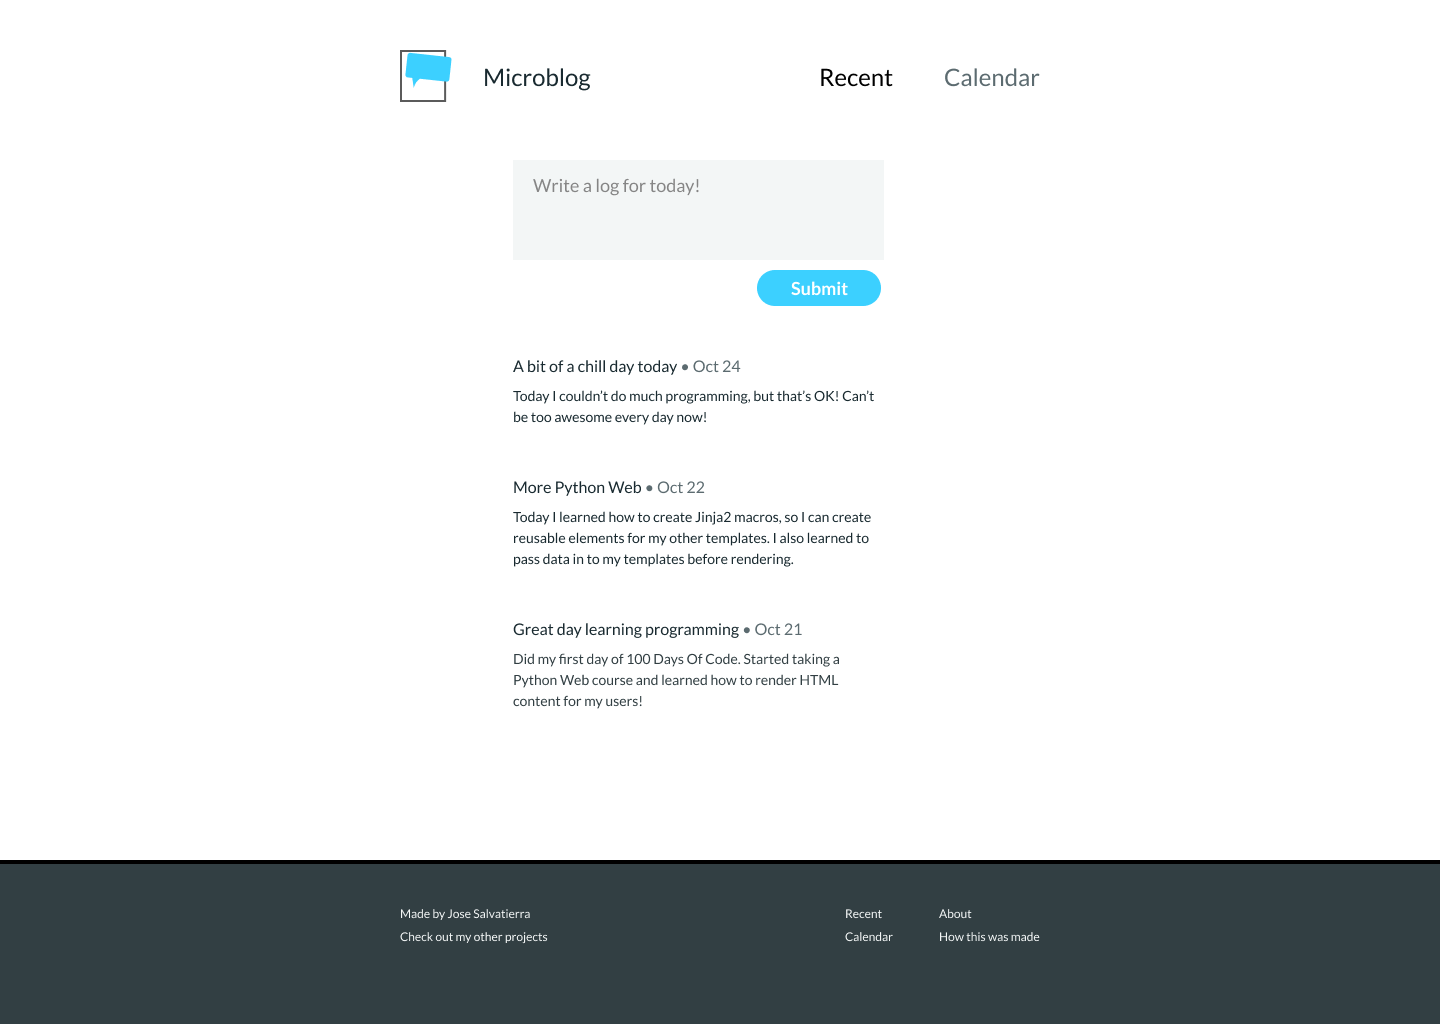 Microblog
Recent
Calendar
Write a log for today!
Submit
A bit of a chill day today • Oct 24
Today I couldn’t do much programming, but that’s OK! Can’t
be too awesome every day now!
More Python Web • Oct 22
Today I learned how to create Jinja2 macros, so I can create
reusable elements for my other templates. I also learned to
pass data in to my templates before rendering.
Great day learning programming • Oct 21
Did my first day of 100 Days Of Code. Started taking a
Python Web course and learned how to render HTML
content for my users!
Made by Jose Salvatierra
Check out my other projects
Recent
Calendar
About
How this was made